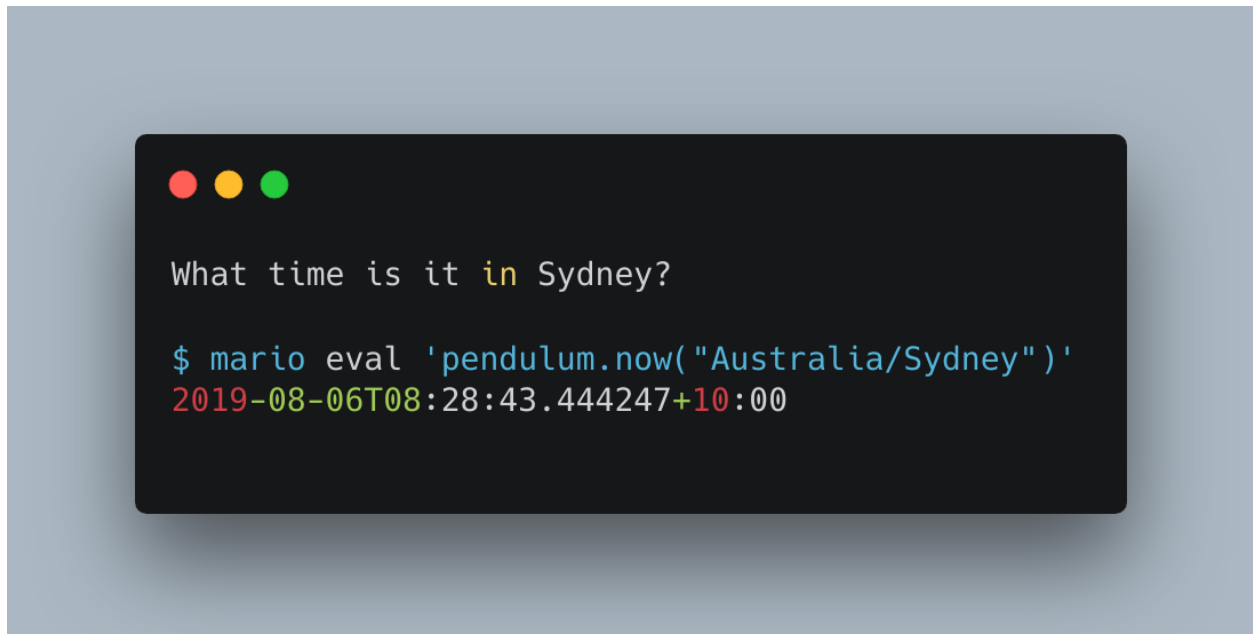 What time is it in Sydney?
$ mario eval 'pendulum.now("Australia/Sydney")'
2019-08-06T08:28:43.444247+10:00